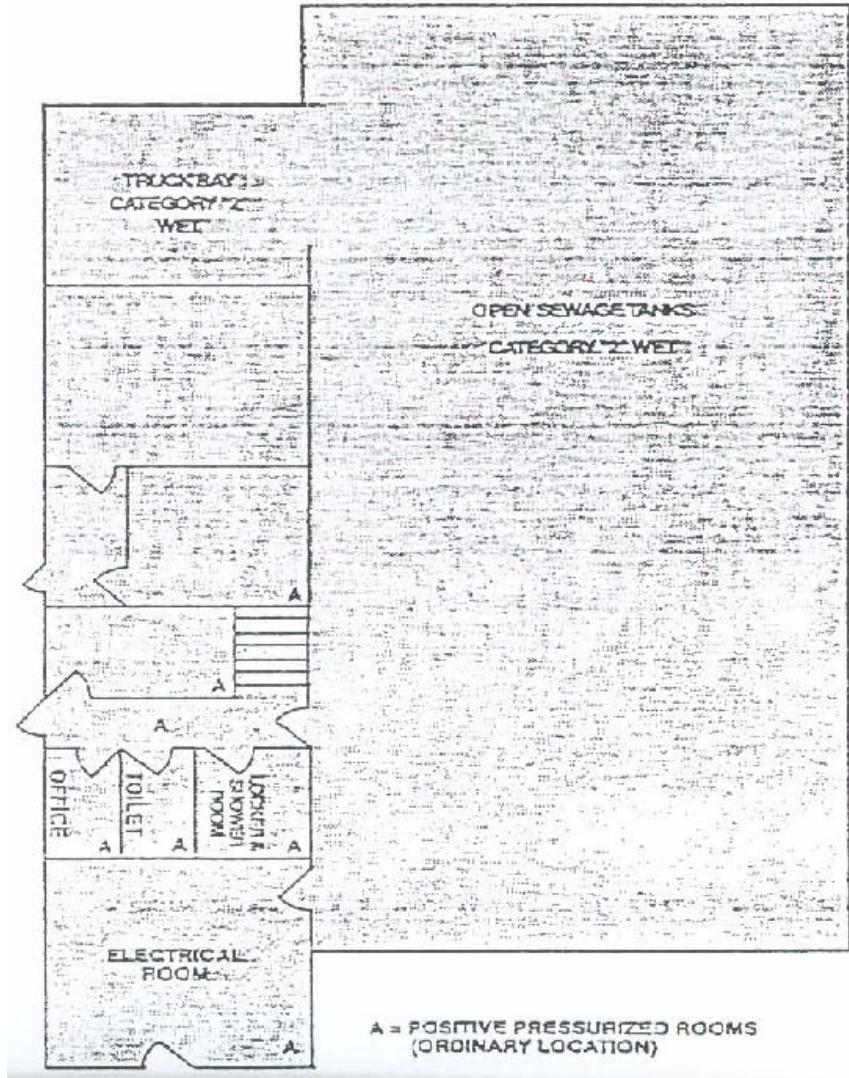 TRUCK BAY
CATEGORY "2"
WET
OPEN SEWAGE TANKS
CATEGORY "2" WET
A
A
A
OFFICE
TOILET
LOCKER &
SHOWER
ROOM
A
A
A
ELECTRICAL
ROOM
A
A = POSITIVE PRESSURIZED ROOMS
(ORDINARY LOCATION)